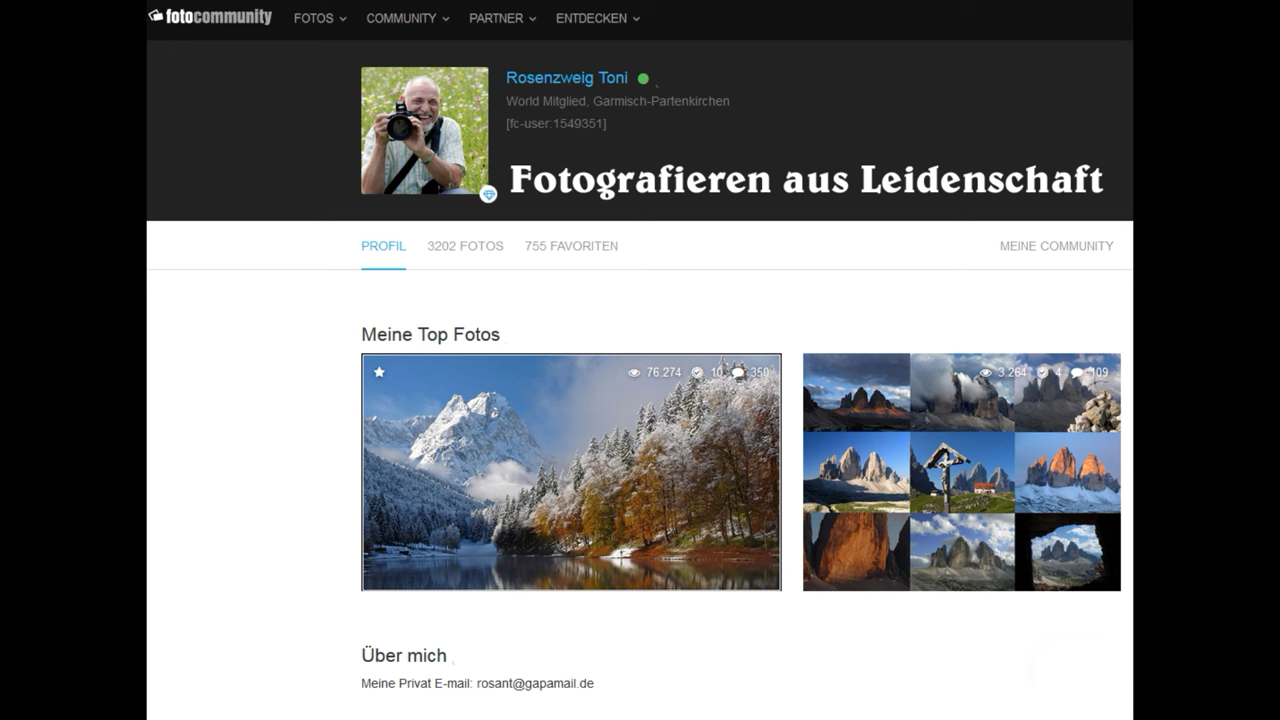 fotocommunity FOTOS COMMUNITY PARTNER ENTDECKEN
Rosenzweig Toni
World Mitglied, Garmisch-Partenkirchen
[fc-user:1549351]
Fotografieren aus Leidenschaft
PROFIL 3202 FOTOS 755 FAVORITEN MEINE COMMUNITY
Meine Top Fotos
76.274 10 350
3.264 4 109
Über mich
Meine Privat E-mail: rosant@gapamail.de